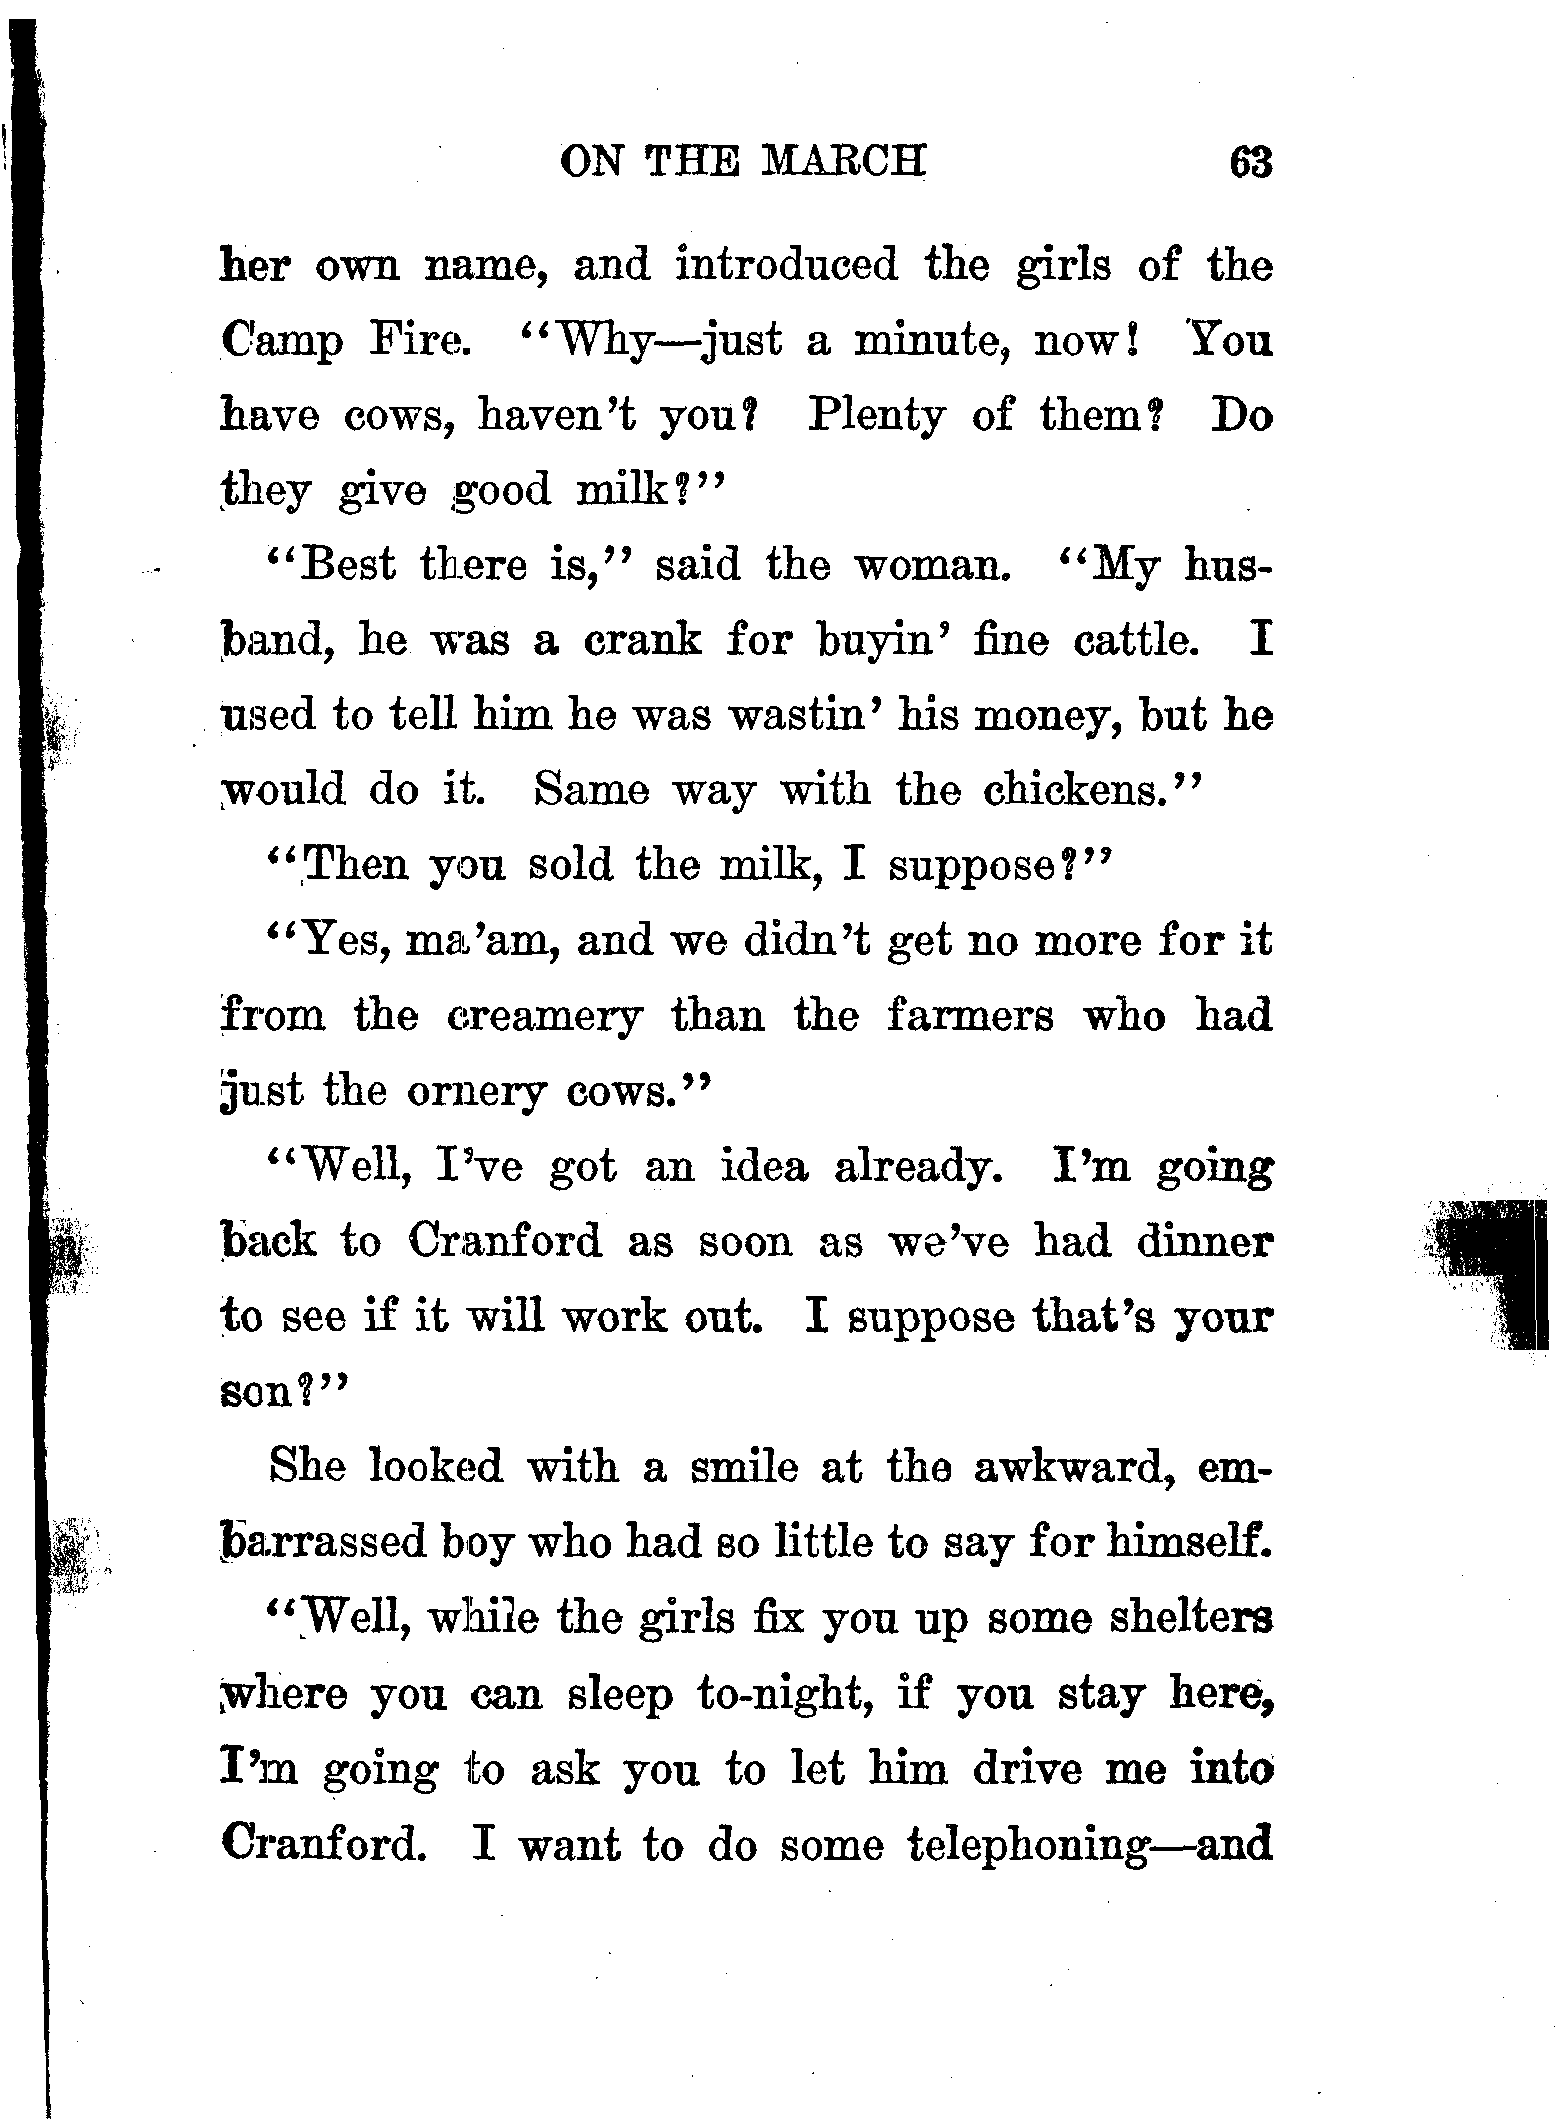 ON THE MARCH 63
her own name, and introduced the girls of the
Camp Fire. "Why—just a minute, now! You
have cows, haven't you? Plenty of them? Do
they give good milk?"
"Best there is," said the woman. "My hus-
band, he was a crank for buyin' fine cattle. I
used to tell him he was wastin' his money, but he
would do it. Same way with the chickens."
"Then you sold the milk, I suppose?"
"Yes, ma'am, and we didn't get no more for it
from the creamery than the farmers who had
just the ornery cows."
"Well, I've got an idea already. I'm going
back to Cranford as soon as we've had dinner
to see if it will work out. I suppose that's your
son?"
She looked with a smile at the awkward, em-
barrassed boy who had so little to say for himself.
"Well, while the girls fix you up some shelters
where you can sleep to-night, if you stay here,
I'm going to ask you to let him drive me into
Cranford. I want to do some telephoning—and